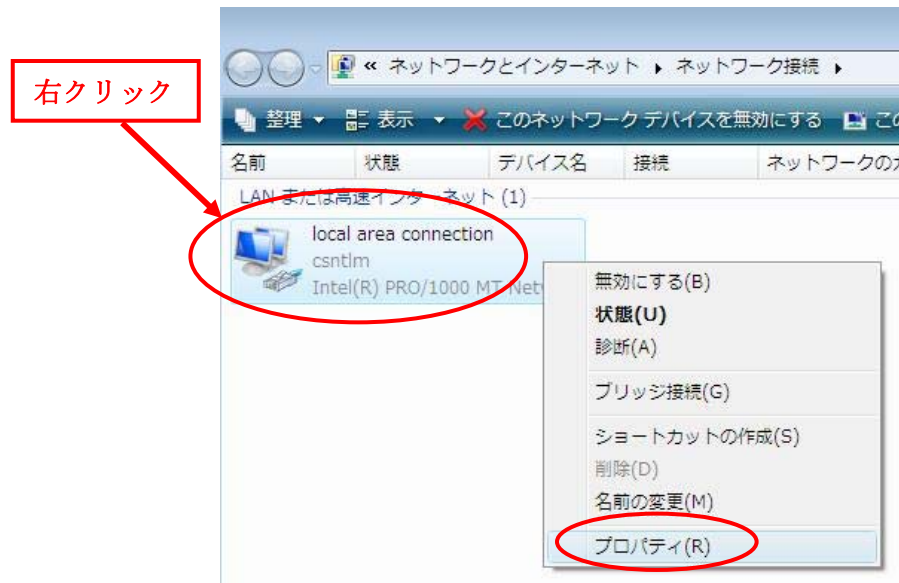 右クリック
« ネットワークとインターネット ▸ ネットワーク接続 ▸
整理 ▼ 表示 ▼ このネットワーク デバイスを無効にする この
名前 状態 デバイス名 接続 ネットワークのカ
LAN または高速インターネット (1)
local area connection
csntlm
Intel(R) PRO/1000 MT Net
無効にする(B)
状態(U)
診断(A)
ブリッジ接続(G)
ショートカットの作成(S)
削除(D)
名前の変更(M)
プロパティ(R)